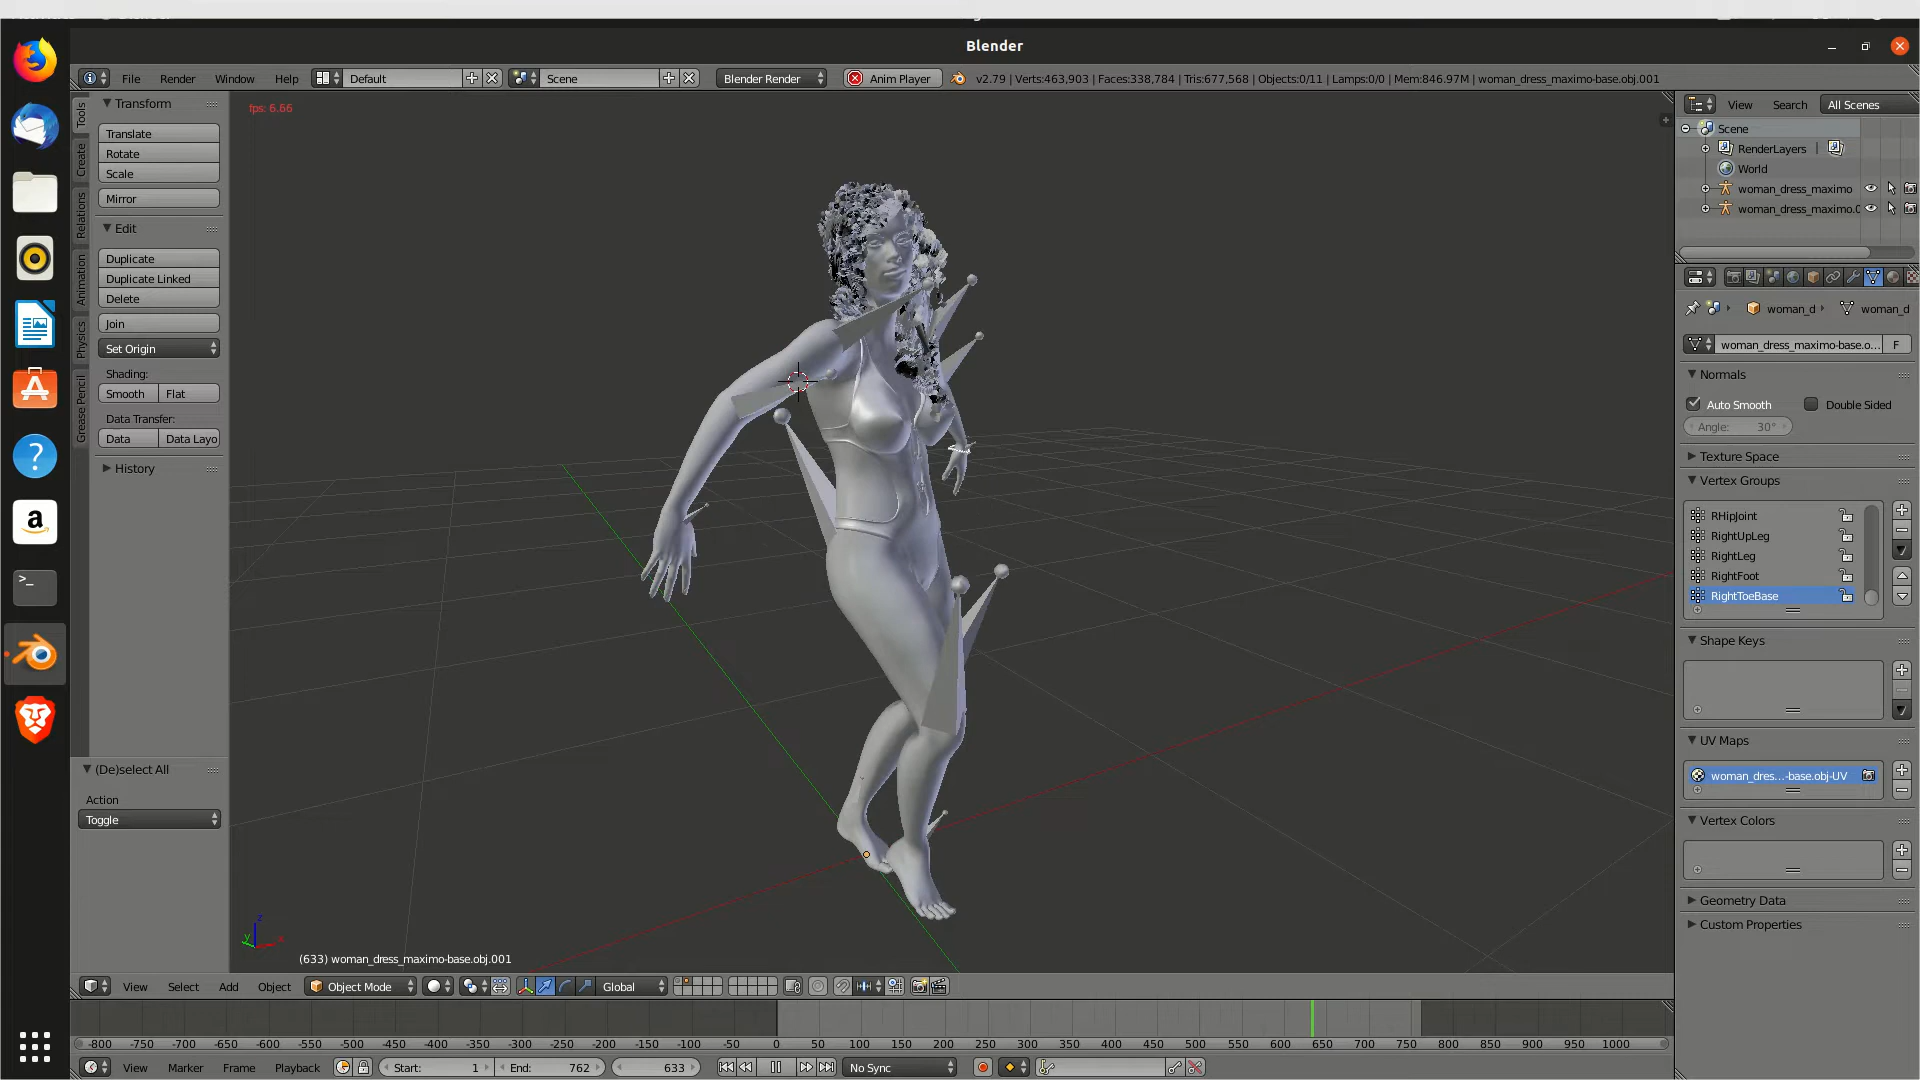 Blender
File Render Window Help Default Scene Blender Render Anim Player v2.79 | Verts:463,903 | Faces:338,784 | Tris:677,568 | Objects:0/11 | Lamps:0/0 | Mem:846.97M | woman_dress_maximo-base.obj.001
Tools
Create
Relations
Animation
Physics
Grease Pencil
Transform
Translate
Rotate
Scale
Mirror
Edit
Duplicate
Duplicate Linked
Delete
Join
Set Origin
Shading:
Smooth Flat
Data Transfer:
Data Data Layo
History
(De)select All
Action
Toggle
fps: 6.66
z
y x
(633) woman_dress_maximo-base.obj.001
View Select Add Object Object Mode Global
-800 -750 -700 -650 -600 -550 -500 -450 -400 -350 -300 -250 -200 -150 -100 -50 0 50 100 150 200 250 300 350 400 450 500 550 600 650 700 750 800 850 900 950 1000
View Marker Frame Playback Start: 1 End: 762 633 No Sync
View Search All Scenes
Scene
RenderLayers |
World
woman_dress_maximo
woman_dress_maximo.0
woman_d woman_d
woman_dress_maximo-base.o... F
Normals
Auto Smooth Double Sided
Angle: 30°
Texture Space
Vertex Groups
RHipJoint
RightUpLeg
RightLeg
RightFoot
RightToeBase
Shape Keys
UV Maps
woman_dres...-base.obj-UV
Vertex Colors
Geometry Data
Custom Properties